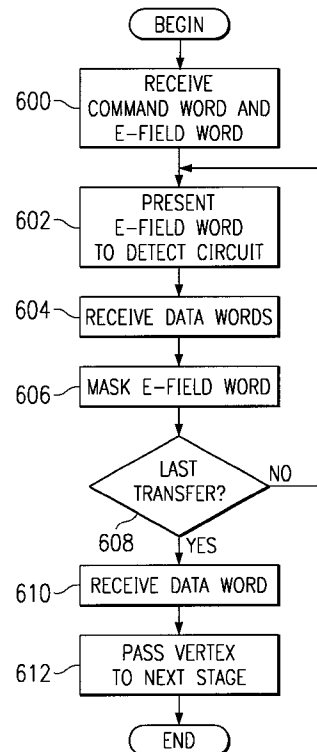 BEGIN
600
RECEIVE
COMMAND WORD AND
E-FIELD WORD
602
PRESENT
E-FIELD WORD
TO DETECT CIRCUIT
604
RECEIVE DATA WORDS
606
MASK E-FIELD WORD
LAST
TRANSFER?
NO
608
YES
610
RECEIVE DATA WORD
612
PASS VERTEX
TO NEXT STAGE
END